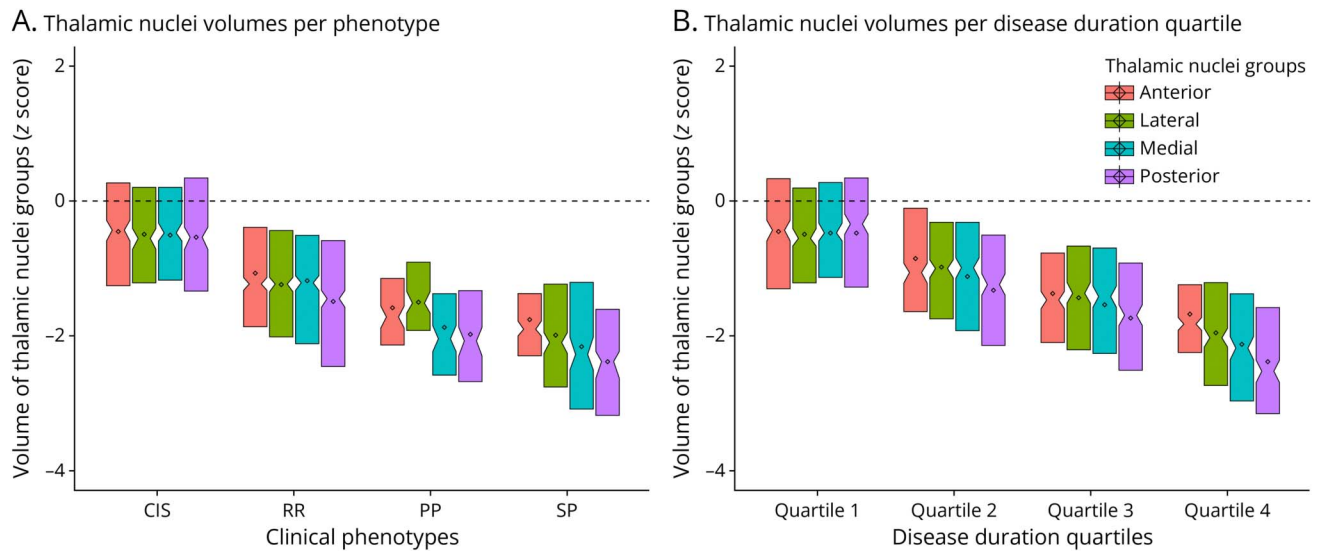 A. Thalamic nuclei volumes per phenotype
Volume of thalamic nuclei groups (z score)
2
0
–2
–4
CIS
RR
PP
SP
Clinical phenotypes
B. Thalamic nuclei volumes per disease duration quartile
Volume of thalamic nuclei groups (z score)
2
0
–2
–4
Thalamic nuclei groups
Anterior
Lateral
Medial
Posterior
Quartile 1
Quartile 2
Quartile 3
Quartile 4
Disease duration quartiles